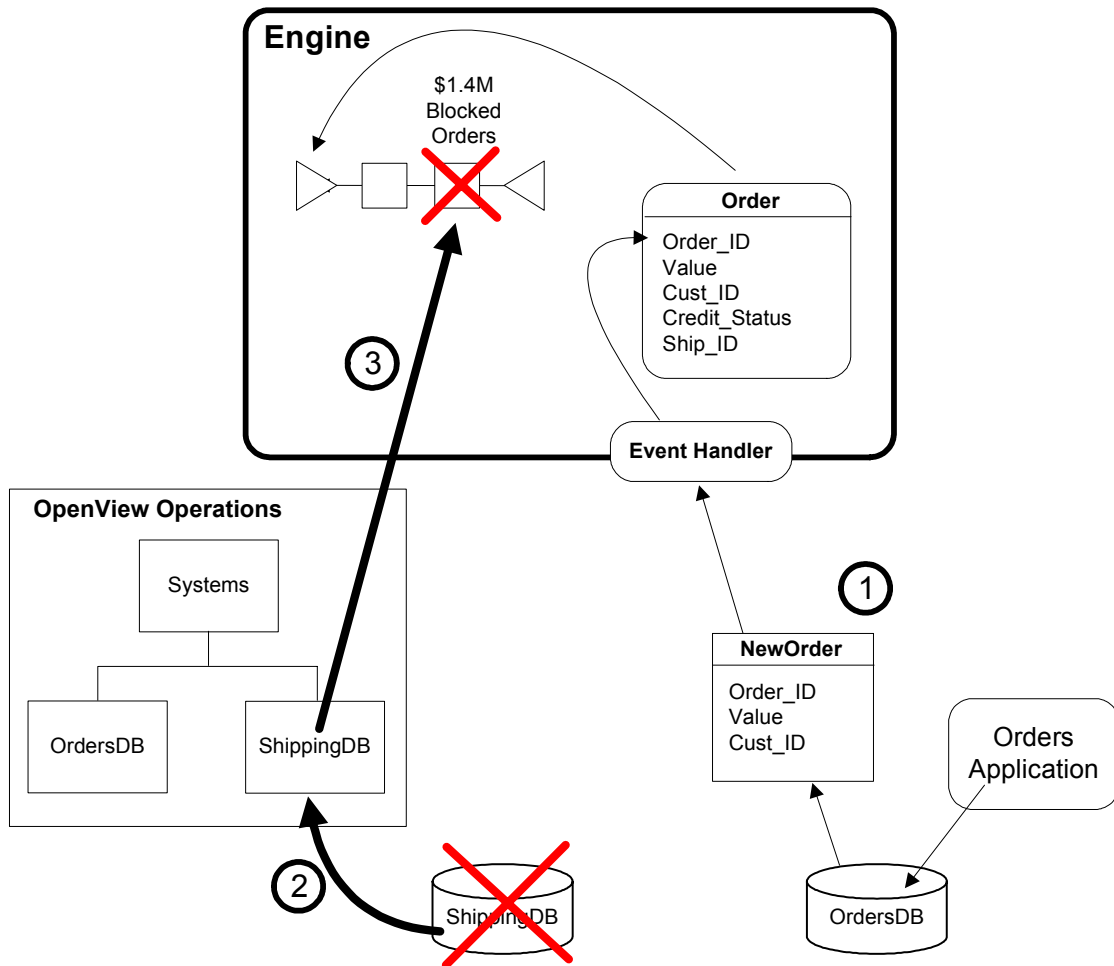 Engine
$1.4M
Blocked
Orders
Order
Order_ID
Value
Cust_ID
Credit_Status
Ship_ID
3
Event Handler
OpenView Operations
Systems
OrdersDB
ShippingDB
1
NewOrder
Order_ID
Value
Cust_ID
Orders
Application
2
ShippingDB
OrdersDB